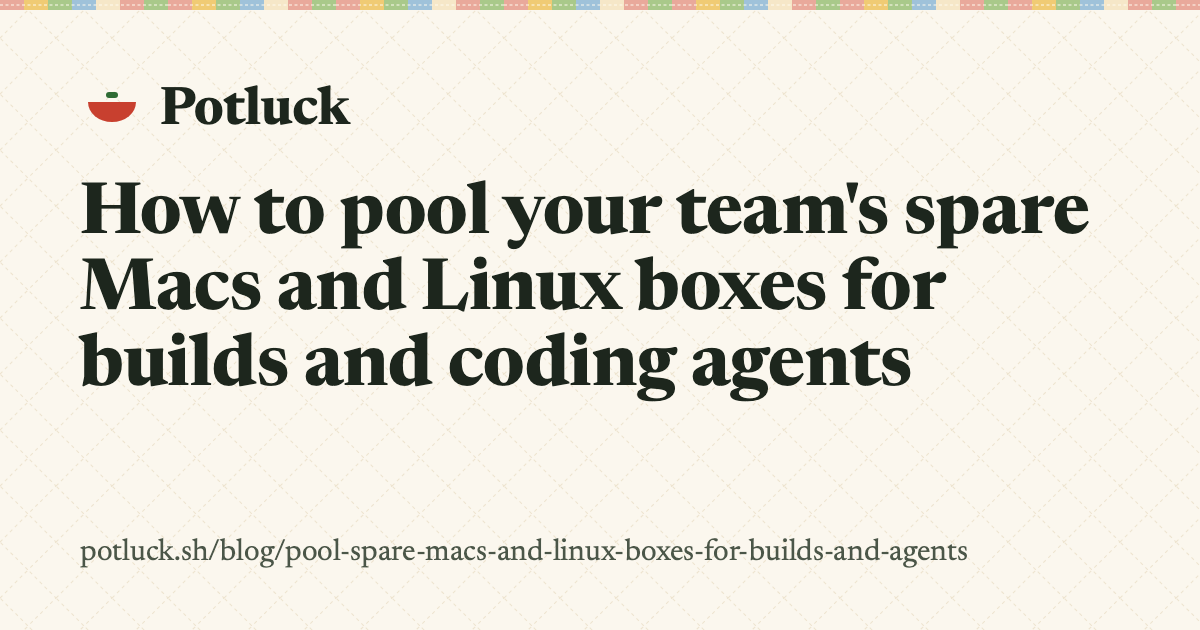 Potluck
How to pool your team's spare
Macs and Linux boxes for
builds and coding agents
potluck.sh/blog/pool-spare-macs-and-linux-boxes-for-builds-and-agents